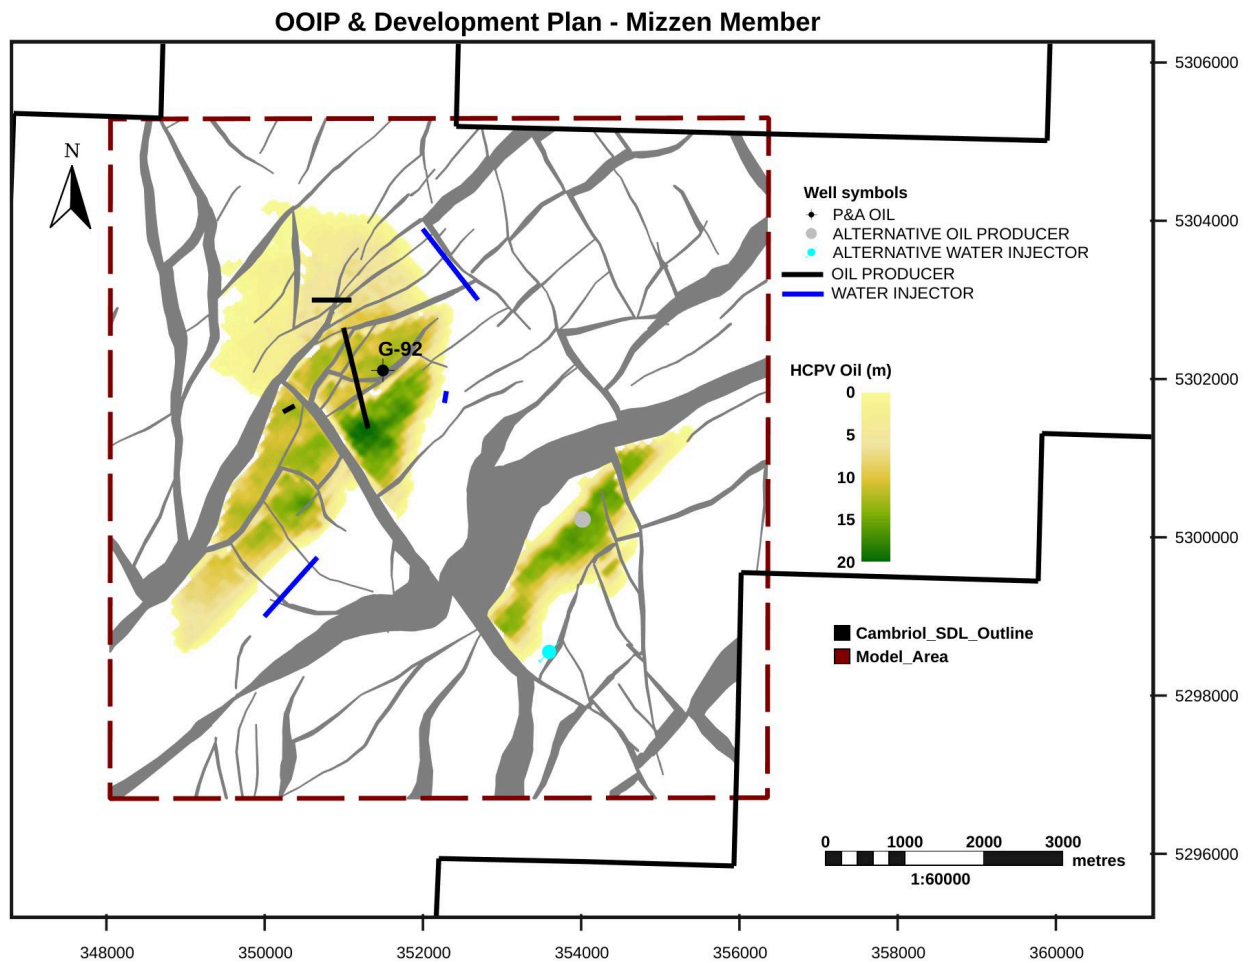 OOIP & Development Plan - Mizzen Member
5306000
N
Well symbols
P&A OIL
5304000
ALTERNATIVE OIL PRODUCER
ALTERNATIVE WATER INJECTOR
OIL PRODUCER
WATER INJECTOR
G-92
HCPV Oil (m)
5302000
0
5
10
15
5300000
20
Cambriol_SDL_Outline
Model_Area
5298000
0 1000 2000 3000
metres
5296000
1:60000
348000 350000 352000 354000 356000 358000 360000